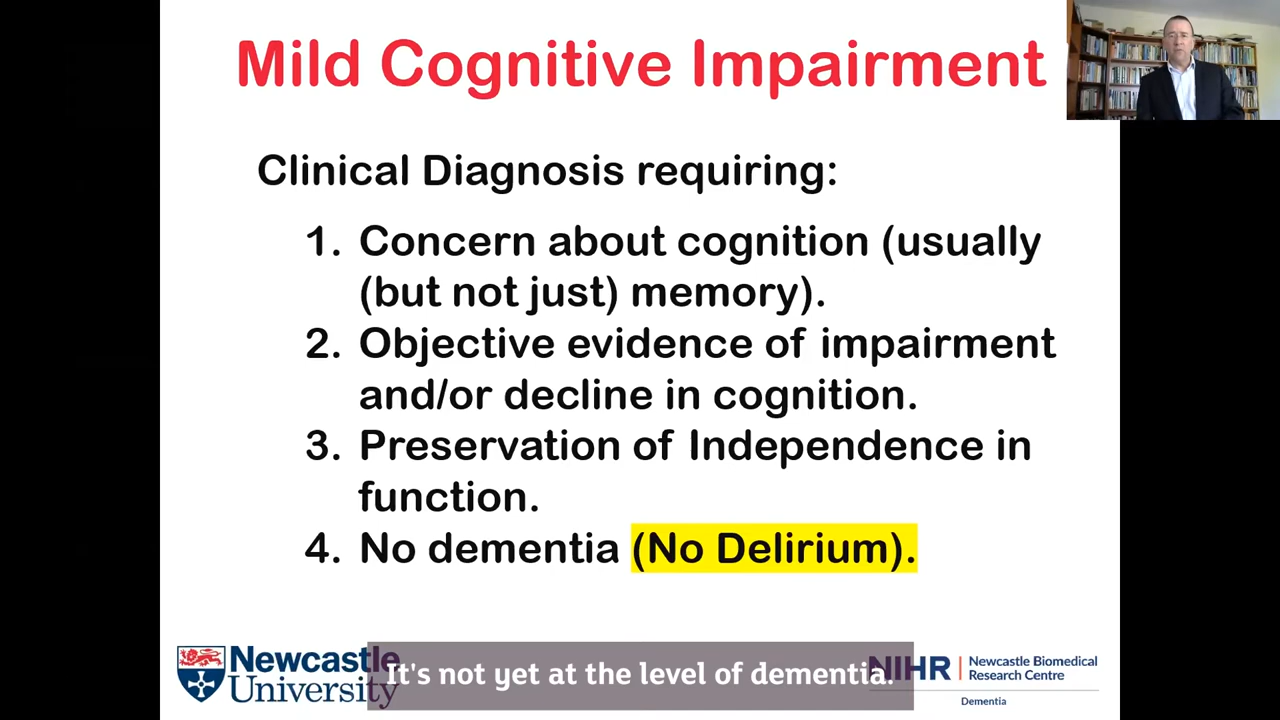 Mild Cognitive Impairment
Clinical Diagnosis requiring:
1. Concern about cognition (usually
(but not just) memory).
2. Objective evidence of impairment
and/or decline in cognition.
3. Preservation of Independence in
function.
4. No dementia (No Delirium).
Newcastle
University
It's not yet at the level of dementia.
NIHR | Newcastle Biomedical
Research Centre
Dementia